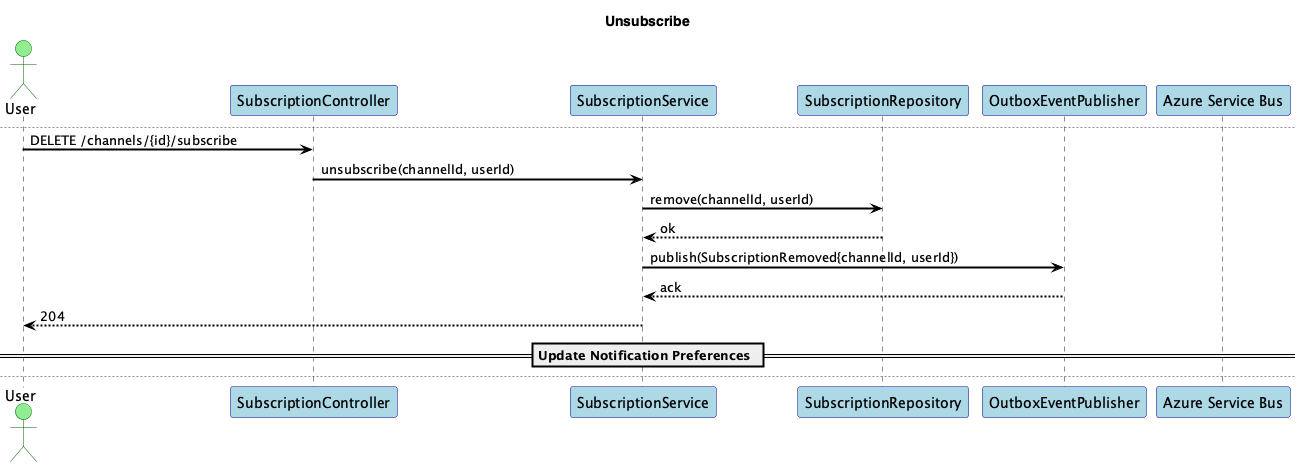 Unsubscribe
User
SubscriptionController
SubscriptionService
SubscriptionRepository
OutboxEventPublisher
Azure Service Bus
DELETE /channels/{id}/subscribe
unsubscribe(channelId, userId)
remove(channelId, userId)
ok
publish(SubscriptionRemoved{channelId, userId})
ack
204
Update Notification Preferences
User
SubscriptionController
SubscriptionService
SubscriptionRepository
OutboxEventPublisher
Azure Service Bus